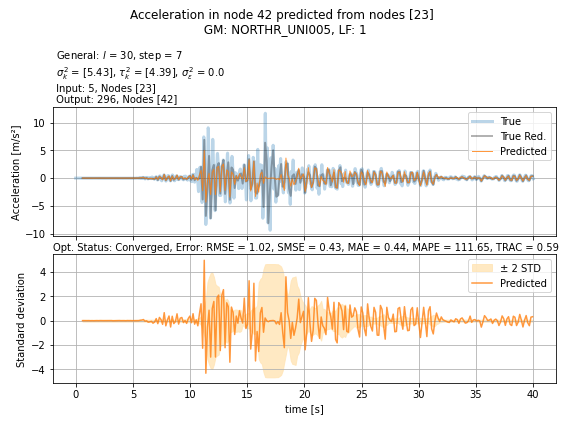 Acceleration in node 42 predicted from nodes [23]
GM: NORTHR_UNI005, LF: 1
General: l = 30, step = 7
σ²ₖ = [5.43], τ²ₖ = [4.39], σ²ε = 0.0
Input: 5, Nodes [23]
Output: 296, Nodes [42]
Acceleration [m/s²]
10
5
0
−5
−10
True
True Red.
Predicted
Opt. Status: Converged, Error: RMSE = 1.02, SMSE = 0.43, MAE = 0.44, MAPE = 111.65, TRAC = 0.59
Standard deviation
4
2
0
−2
−4
± 2 STD
Predicted
0 5 10 15 20 25 30 35 40
time [s]